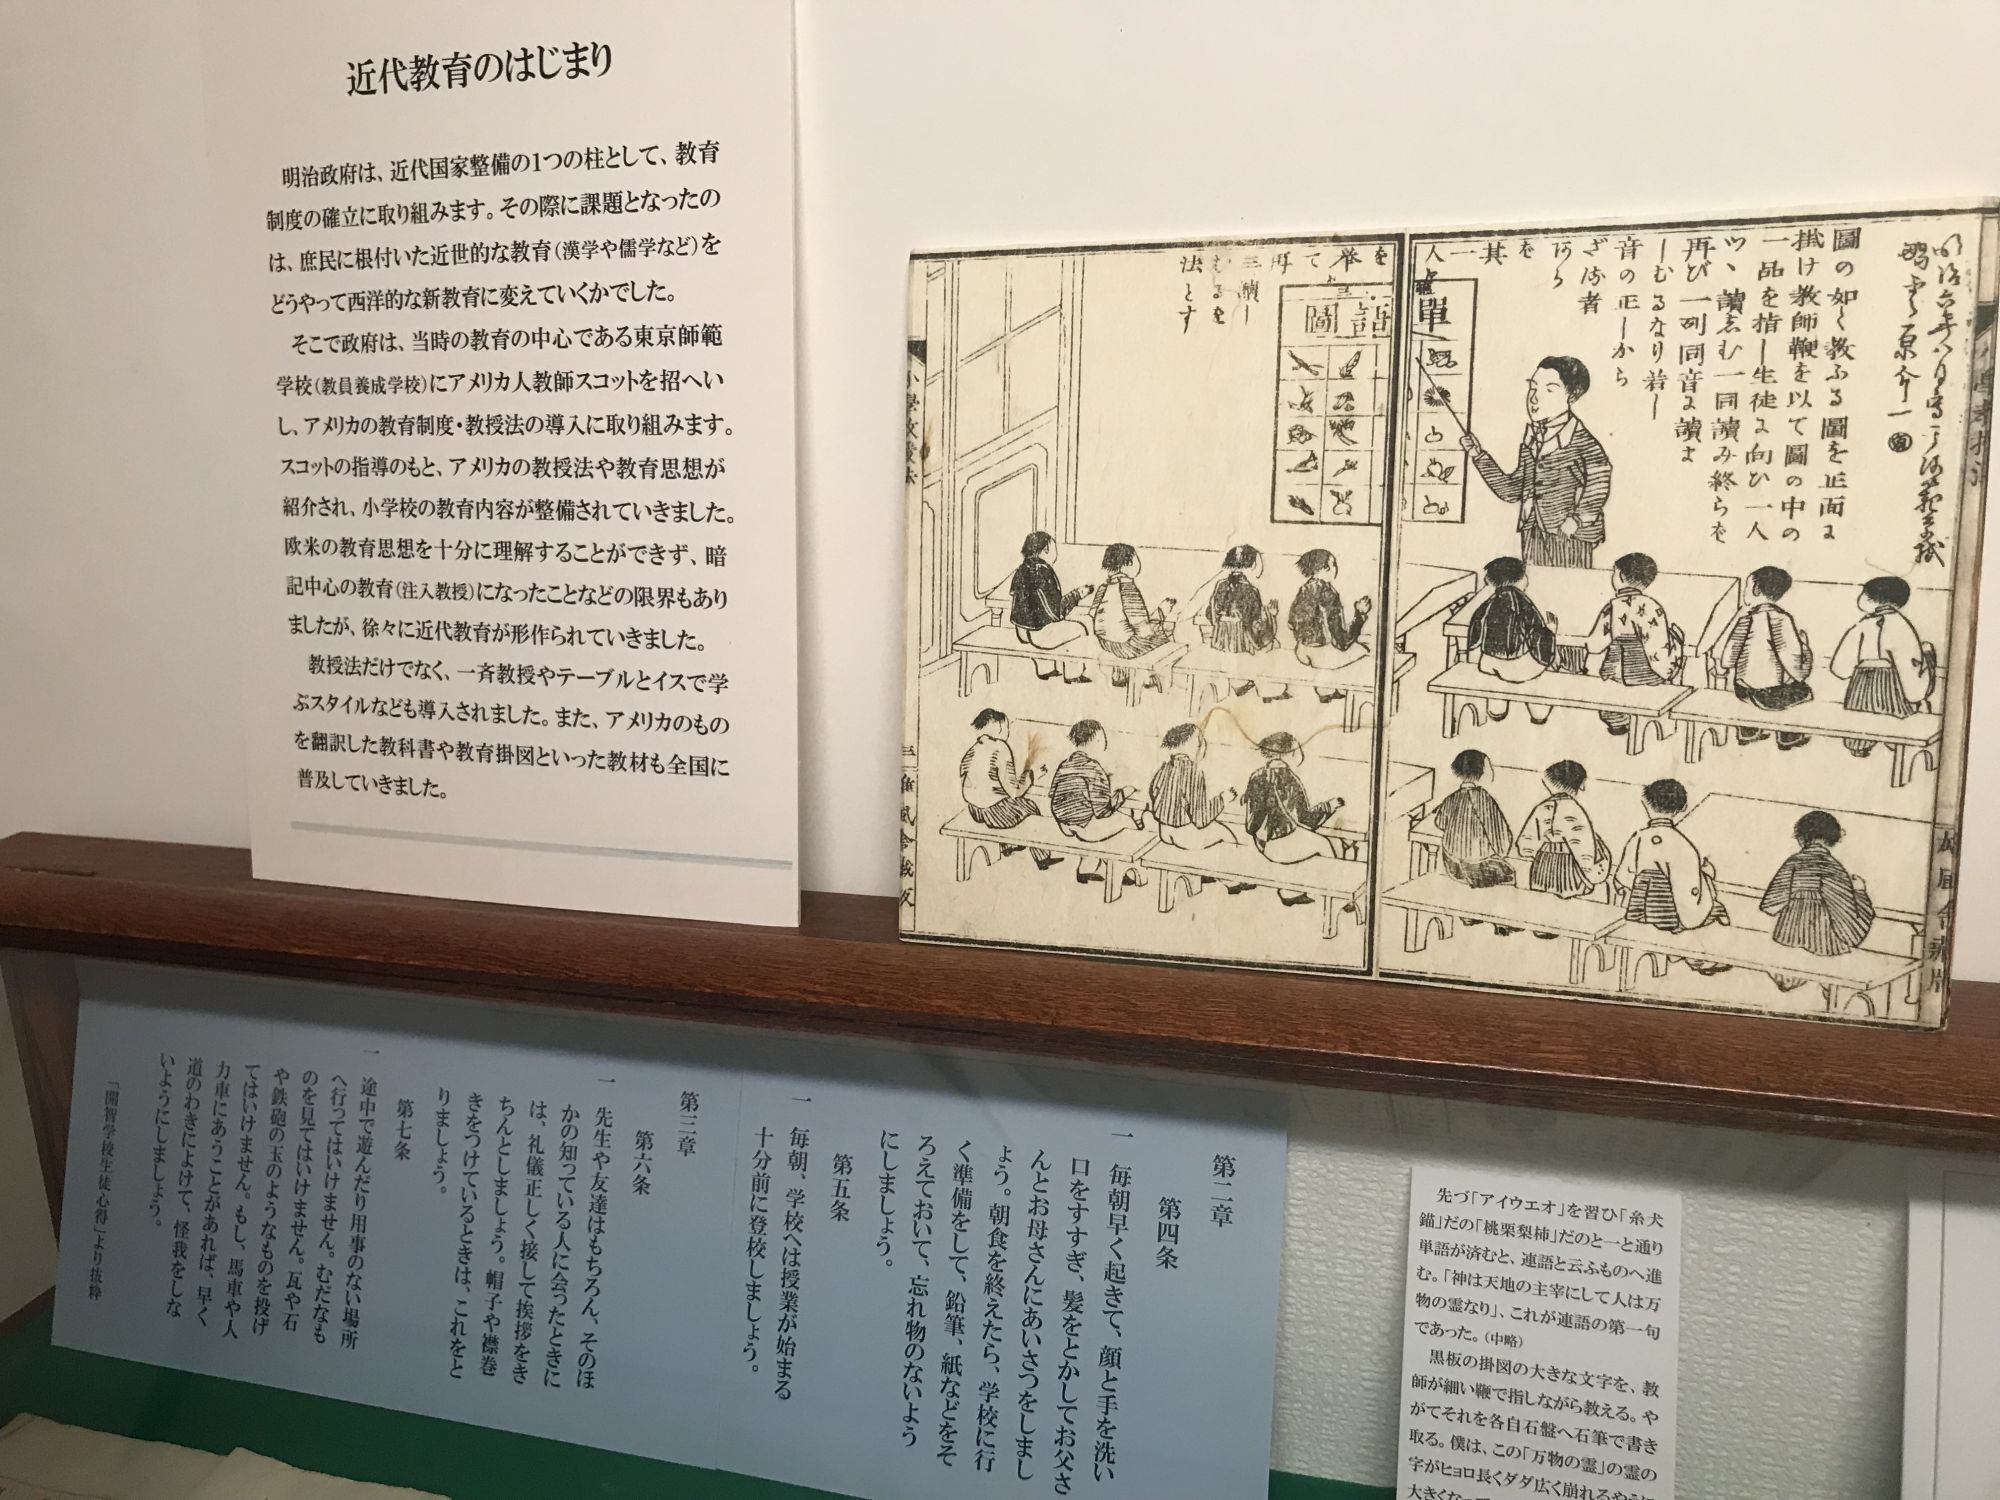 近代教育のはじまり
明治政府は、近代国家整備の1つの柱として、教育
制度の確立に取り組みます。その際に課題となったの
は、庶民に根付いた近世的な教育（漢学や儒学など）を
どうやって西洋的な新教育に変えていくかでした。
そこで政府は、当時の教育の中心である東京師範
学校（教員養成学校）にアメリカ人教師スコットを招へい
し、アメリカの教育制度・教授法の導入に取り組みます。
スコットの指導のもと、アメリカの教授法や教育思想が
紹介され、小学校の教育内容が整備されていきました。
欧米の教育思想を十分に理解することができず、暗
記中心の教育（注入教授）になったことなどの限界もあり
ましたが、徐々に近代教育が形作られていきました。
教授法だけでなく、一斉教授やテーブルとイスで学
ぶスタイルなども導入されました。また、アメリカのもの
を翻訳した教科書や教育掛図といった教材も全国に
普及していきました。
圖の如く教ふる圖を正面に
掛け教師鞭を以て圖の中の
一品を指し生徒に向ひ一人
ツヽ讀しむ一同讀み終らも
再び一列同音に讀ま
しむるなり若し
音の正しから
ざる者
を
其一人
を
挙て
再
三讀し
むるを
法とす
單語圖
第二章
第四条
一　毎朝早く起きて、顔と手を洗い
口をすすぎ、髪をとかしてお父さ
んとお母さんにあいさつをしまし
ょう。朝食を終えたら、学校に行
く準備をして、鉛筆、紙などをそ
ろえておいて、忘れ物のないよう
にしましょう。
第五条
一　毎朝、学校へは授業が始まる
十分前に登校しましょう。
第三章
第六条
一　先生や友達はもちろん、そのほ
かの知っている人に会ったときに
は、礼儀正しく接して挨拶をき
ちんとしましょう。帽子や襟巻
きをつけているときは、これをと
りましょう。
第七条
一　途中で遊んだり用事のない場所
へ行ってはいけません。むだなも
のを見てはいけません。瓦や石
や鉄砲の玉のようなものを投げ
てはいけません。もし、馬車や人
力車にあうことがあれば、早く
道のわきによけて、怪我をしな
いようにしましょう。
「開智学校生徒心得」より抜粋
先づ「アイウエオ」を習ひ「糸犬
錨」だの「桃栗梨柿」だのと一と通り
単語が済むと、連語と云ふものへ進
む。「神は天地の主宰にして人は万
物の霊なり」、これが連語の第一句
であった。（中略）
黒板の掛図の大きな文字を、教
師が細い鞭で指しながら教える。や
がてそれを各自石盤へ石筆で書き
取る。僕は、この「万物の霊」の霊の
字がヒョロ長くダダ広く崩れるやうに